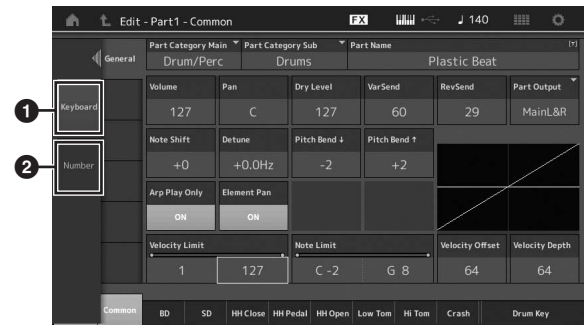 Edit - Part1 - Common
FX
♩ 140
Part Category Main
Part Category Sub
Part Name
[T]
General
Drum/Perc
Drums
Plastic Beat
Volume
Pan
Dry Level
VarSend
RevSend
Part Output
1
Keyboard
127
C
127
60
29
MainL&R
Note Shift
Detune
Pitch Bend ↓
Pitch Bend ↑
2
Number
+0
+0.0Hz
-2
+2
Arp Play Only
Element Pan
ON
ON
Velocity Limit
Note Limit
Velocity Offset
Velocity Depth
1
127
C -2
G 8
64
64
Common
BD
SD
HH Close
HH Pedal
HH Open
Low Tom
Hi Tom
Crash
Drum Key